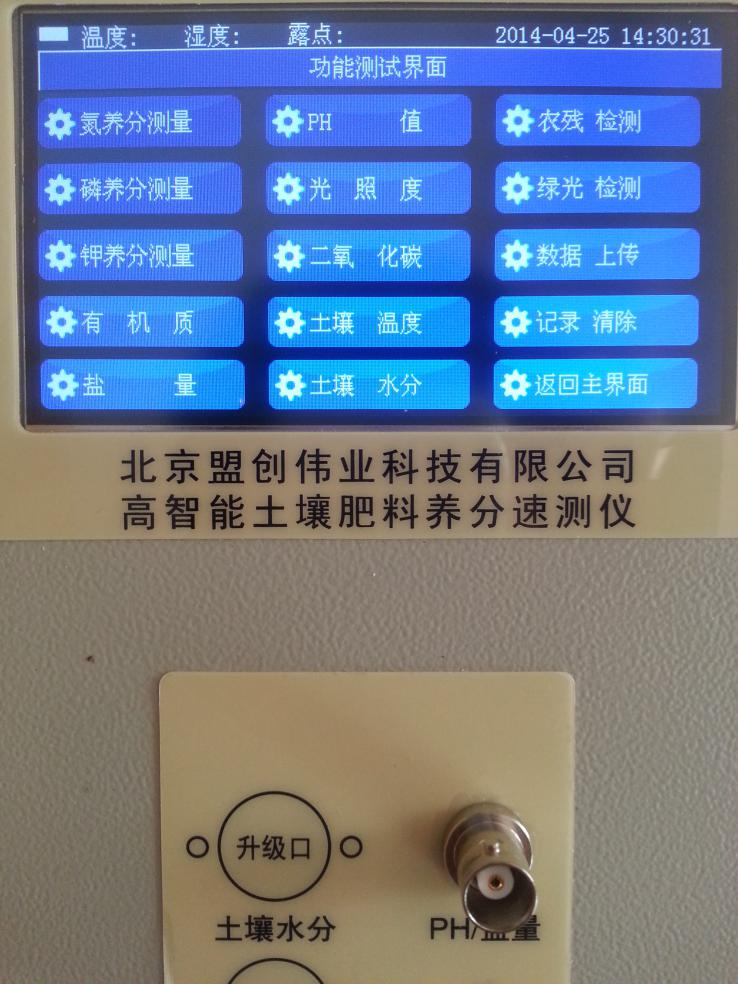 温度: 湿度: 露点: 2014-04-25 14:30:31
功能测试界面
氮养分测量 PH 值 农残 检测
磷养分测量 光 照 度 绿光 检测
钾养分测量 二氧 化碳 数据 上传
有 机 质 土壤 温度 记录 清除
盐 量 土壤 水分 返回主界面
北京盟创伟业科技有限公司
高智能土壤肥料养分速测仪
升级口
土壤水分 PH/盐量